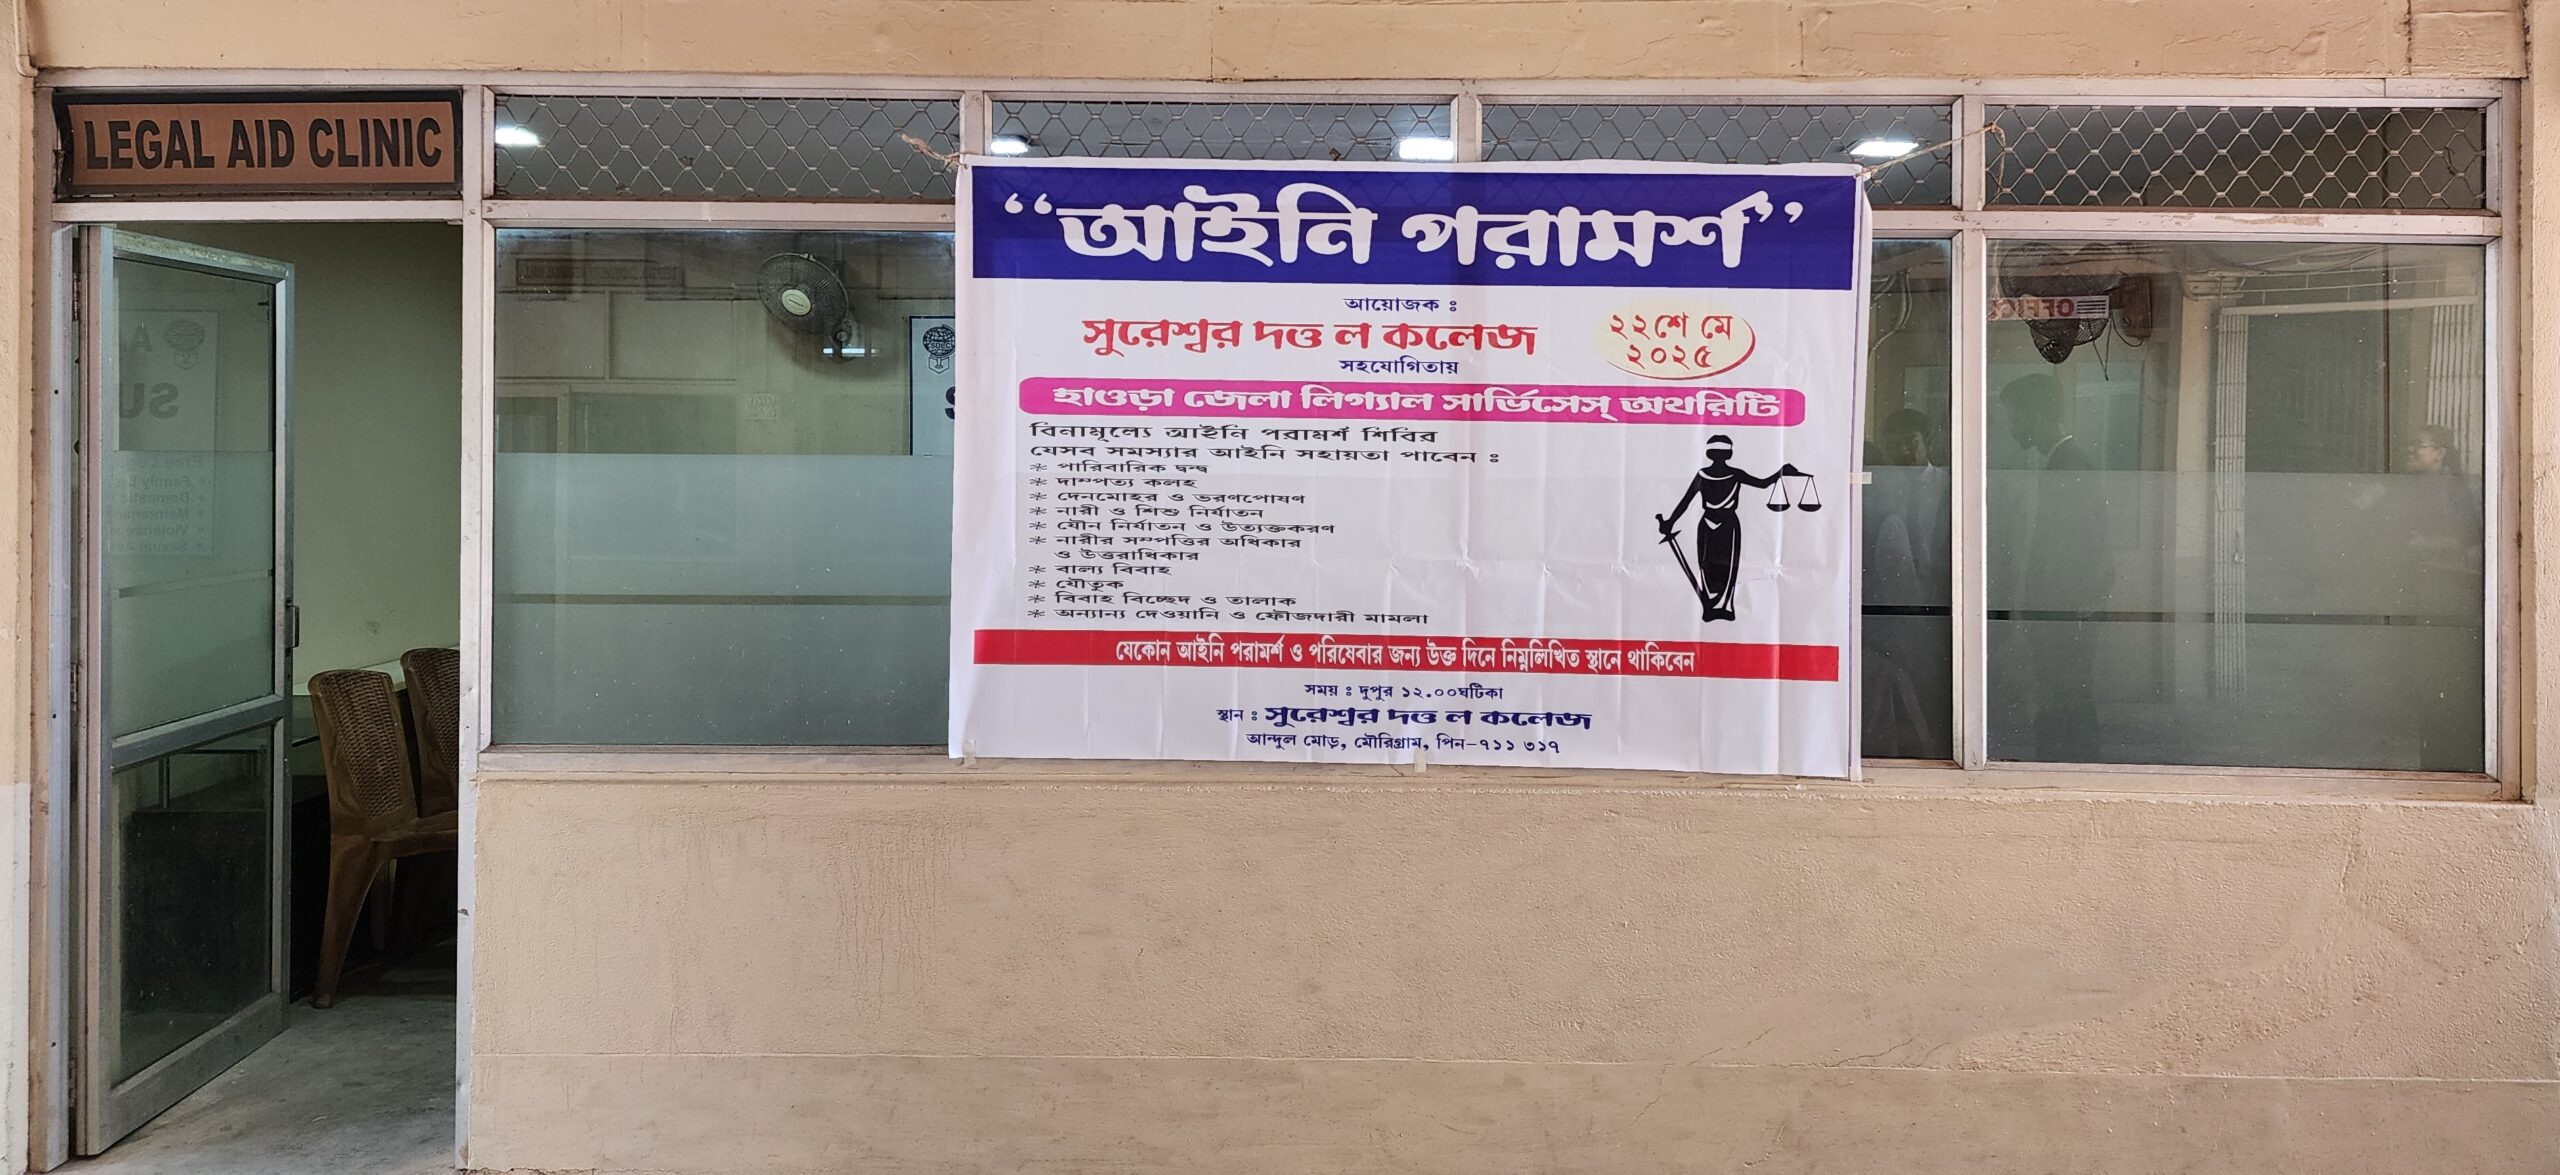 LEGAL AID CLINIC
“আইনি পরামর্শ”
আয়োজক ঃ
সুরেশ্বর দত্ত ল কলেজ
২২শে মে
২০২৫
সহযোগিতায়
হাওড়া জেলা লিগ্যাল সার্ভিসেস্ অথরিটি
বিনামূল্যে আইনি পরামর্শ শিবির
যেসব সমস্যার আইনি সহায়তা পাবেন ঃ
* পারিবারিক দ্বন্দ্ব
* দাম্পত্য কলহ
* দেনমোহর ও ভরণপোষণ
* নারী ও শিশু নির্যাতন
* যৌন নির্যাতন ও উত্যক্তকরণ
* নারীর সম্পত্তির অধিকার
ও উত্তরাধিকার
* বাল্য বিবাহ
* যৌতুক
* বিবাহ বিচ্ছেদ ও তালাক
* অন্যান্য দেওয়ানি ও ফৌজদারী মামলা
যেকোন আইনি পরামর্শ ও পরিষেবার জন্য উক্ত দিনে নিম্নলিখিত স্থানে থাকিবেন
সময় ঃ দুপুর ১২.০০ঘটিকা
স্থান ঃ সুরেশ্বর দত্ত ল কলেজ
আন্দুল মোড়, মৌরিগ্রাম, পিন-৭১১ ৩১৭
OFFICE